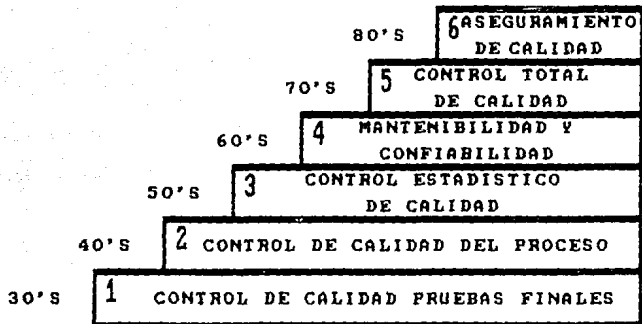 80'S 6 ASEGURAMIENTO
DE CALIDAD
70'S 5 CONTROL TOTAL
DE CALIDAD
60'S 4 MANTENIBILIDAD Y
CONFIABILIDAD
50'S 3 CONTROL ESTADISTICO
DE CALIDAD
40'S 2 CONTROL DE CALIDAD DEL PROCESO
30'S 1 CONTROL DE CALIDAD PRUEBAS FINALES